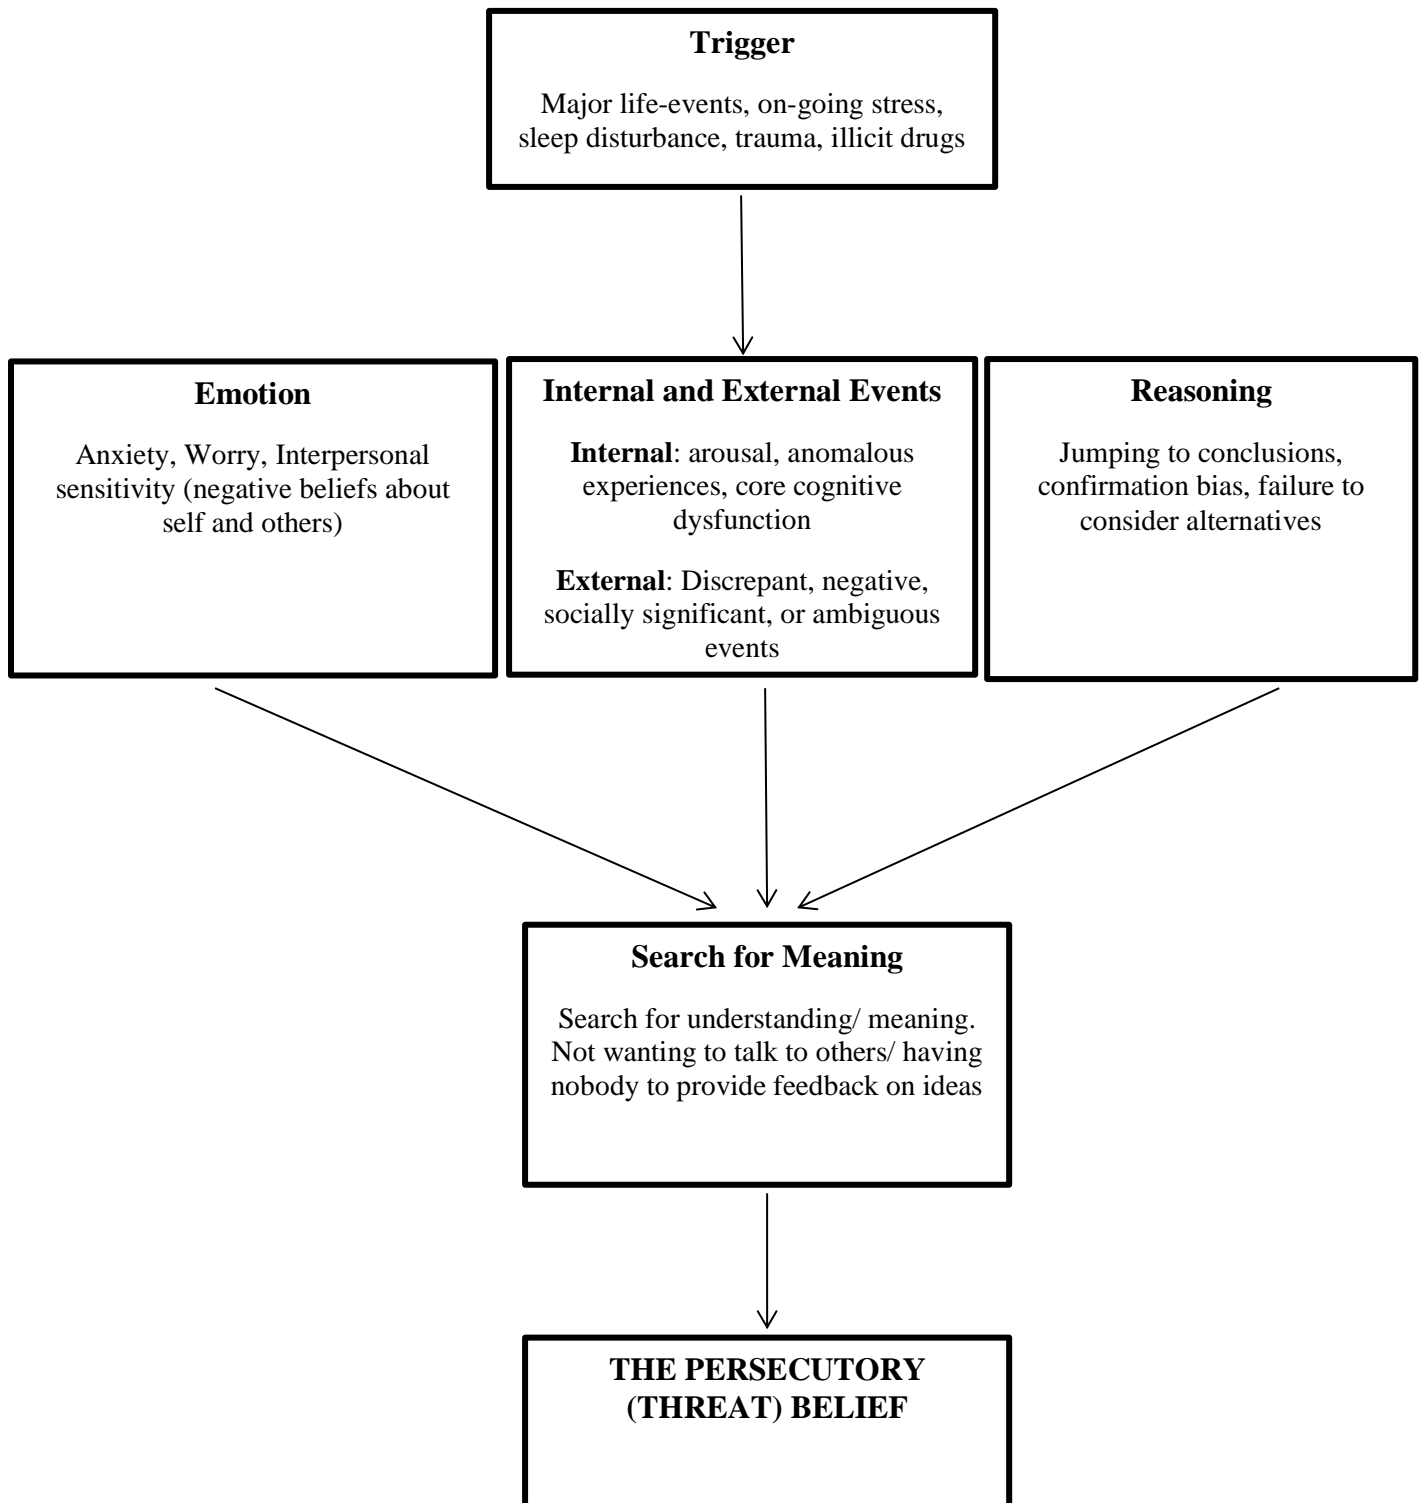 Trigger
Major life-events, on-going stress,
sleep disturbance, trauma, illicit drugs
Emotion
Anxiety, Worry, Interpersonal
sensitivity (negative beliefs about
self and others)
Internal and External Events
Internal: arousal, anomalous
experiences, core cognitive
dysfunction
External: Discrepant, negative,
socially significant, or ambiguous
events
Reasoning
Jumping to conclusions,
confirmation bias, failure to
consider alternatives
Search for Meaning
Search for understanding/ meaning.
Not wanting to talk to others/ having
nobody to provide feedback on ideas
THE PERSECUTORY
(THREAT) BELIEF